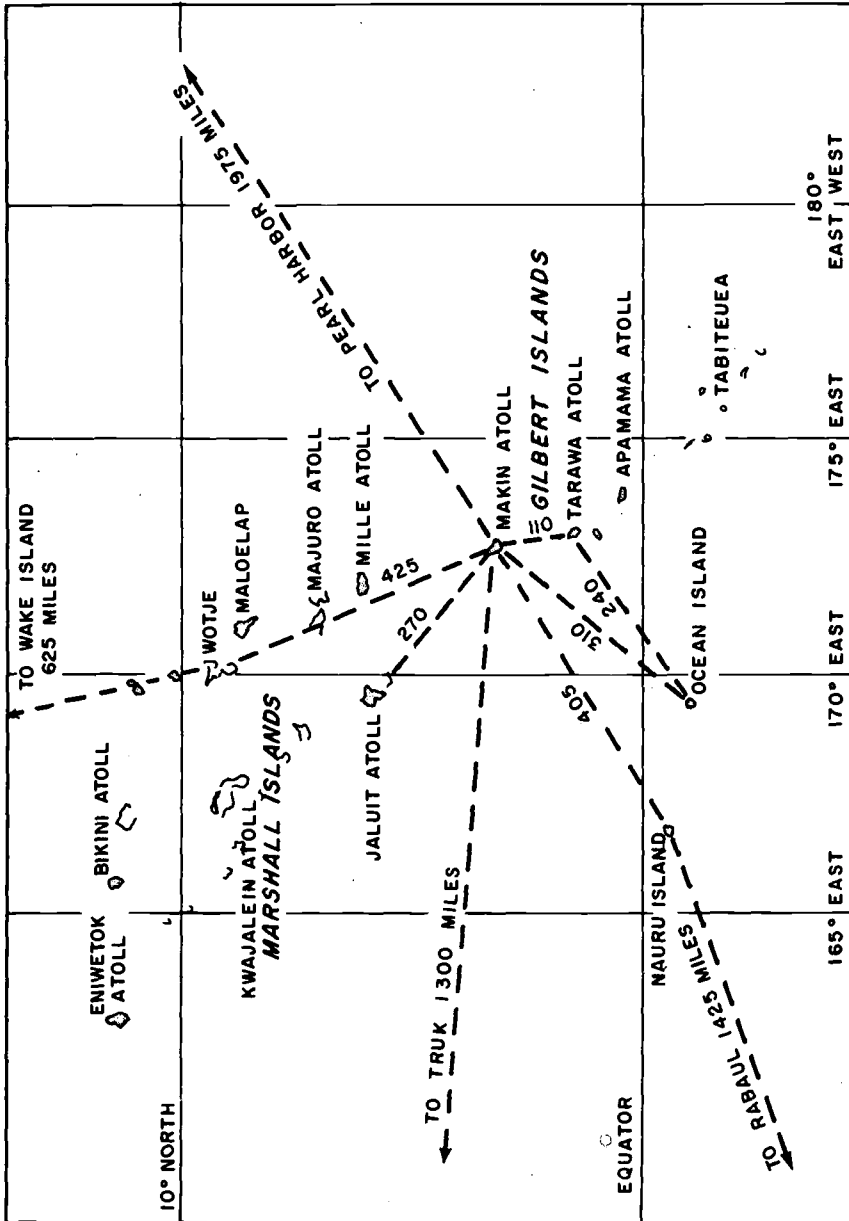 TO WAKE ISLAND
625 MILES
ENIWETOK
ATOLL
BIKINI ATOLL
10° NORTH
WOTJE
MALOELAP
KWAJALEIN ATOLL
MARSHALL ISLANDS
MAJURO ATOLL
MILLE ATOLL
JALUIT ATOLL
425
270
TO PEARL HARBOR 1975 MILES
TO TRUK 1300 MILES
MAKIN ATOLL
GILBERT ISLANDS
110
TARAWA ATOLL
APAMAMA ATOLL
405
310
240
EQUATOR
NAURU ISLAND
OCEAN ISLAND
TABITEUEA
TO RABAUL 1425 MILES
165° EAST
170° EAST
175° EAST
180°
EAST WEST